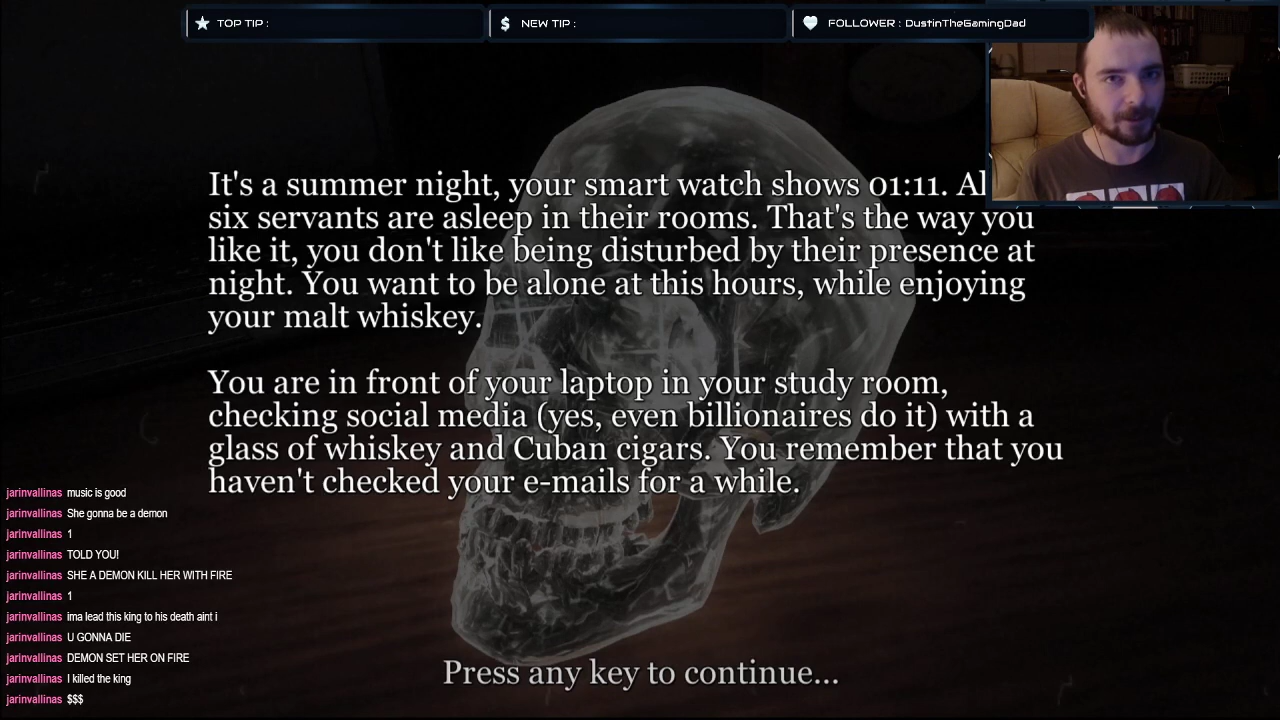 TOP TIP :
NEW TIP :
FOLLOWER : DustinTheGamingDad
It's a summer night, your smart watch shows 01:11.
six servants are asleep in their rooms. That's the way you
like it, you don't like being disturbed by their presence at
night. You want to be alone at this hours, while enjoying
your malt whiskey.
You are in front of your laptop in your study room,
checking social media (yes, even billionaires do it) with a
glass of whiskey and Cuban cigars. You remember that you
haven't checked your e-mails for a while.
jarinvallinas music is good
jarinvallinas She gonna be a demon
jarinvallinas 1
jarinvallinas TOLD YOU!
jarinvallinas SHE A DEMON KILL HER WITH FIRE
jarinvallinas 1
jarinvallinas ima lead this king to his death aint i
jarinvallinas U GONNA DIE
jarinvallinas DEMON SET HER ON FIRE
jarinvallinas I killed the king
jarinvallinas $$$
Press any key to continue...